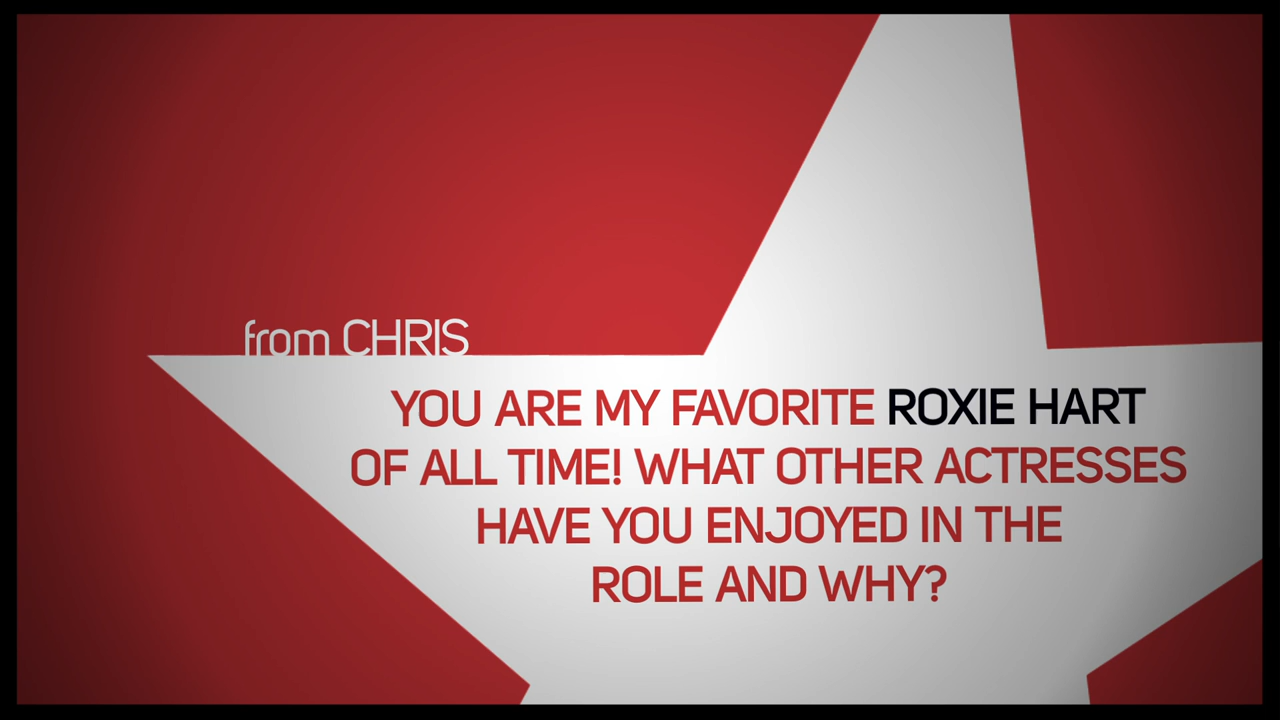 from CHRIS
YOU ARE MY FAVORITE ROXIE HART
OF ALL TIME! WHAT OTHER ACTRESSES
HAVE YOU ENJOYED IN THE
ROLE AND WHY?